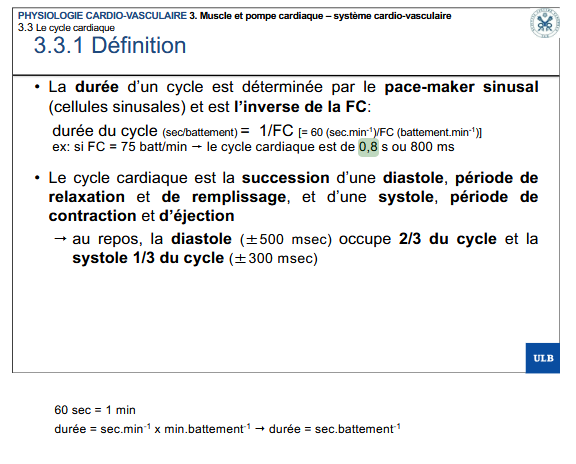 PHYSIOLOGIE CARDIO-VASCULAIRE 3. Muscle et pompe cardiaque – système cardio-vasculaire
3.3 Le cycle cardiaque
3.3.1 Définition
• La durée d'un cycle est déterminée par le pace-maker sinusal
(cellules sinusales) et est l'inverse de la FC:
durée du cycle (sec/battement) = 1/FC [= 60 (sec.min-1)/FC (battement.min-1)]
ex: si FC = 75 batt/min → le cycle cardiaque est de 0,8 s ou 800 ms
• Le cycle cardiaque est la succession d'une diastole, période de
relaxation et de remplissage, et d'une systole, période de
contraction et d'éjection
→ au repos, la diastole (±500 msec) occupe 2/3 du cycle et la
systole 1/3 du cycle (±300 msec)
ULB
60 sec = 1 min
durée = sec.min-1 x min.battement-1 → durée = sec.battement-1